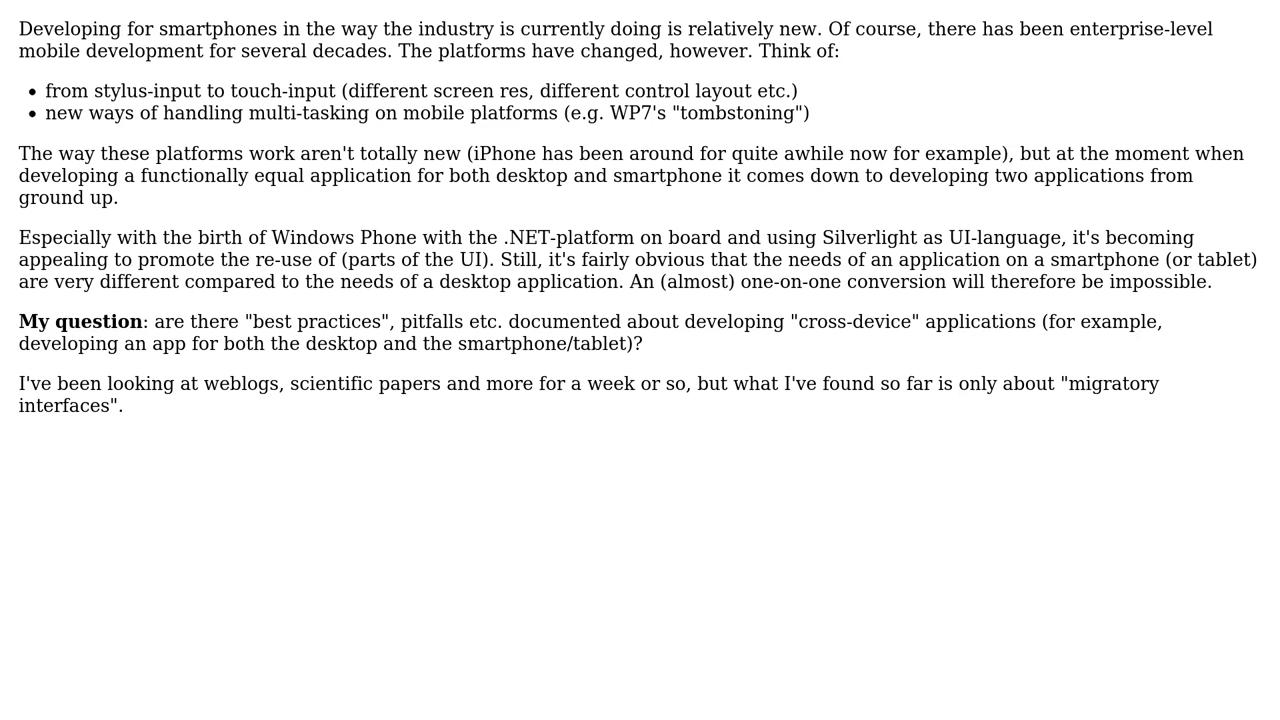 Developing for smartphones in the way the industry is currently doing is relatively new. Of course, there has been enterprise-level
mobile development for several decades. The platforms have changed, however. Think of:
• from stylus-input to touch-input (different screen res, different control layout etc.)
• new ways of handling multi-tasking on mobile platforms (e.g. WP7's "tombstoning")
The way these platforms work aren't totally new (iPhone has been around for quite awhile now for example), but at the moment when
developing a functionally equal application for both desktop and smartphone it comes down to developing two applications from
ground up.
Especially with the birth of Windows Phone with the .NET-platform on board and using Silverlight as UI-language, it's becoming
appealing to promote the re-use of (parts of the UI). Still, it's fairly obvious that the needs of an application on a smartphone (or tablet)
are very different compared to the needs of a desktop application. An (almost) one-on-one conversion will therefore be impossible.
My question: are there "best practices", pitfalls etc. documented about developing "cross-device" applications (for example,
developing an app for both the desktop and the smartphone/tablet)?
I've been looking at weblogs, scientific papers and more for a week or so, but what I've found so far is only about "migratory
interfaces".